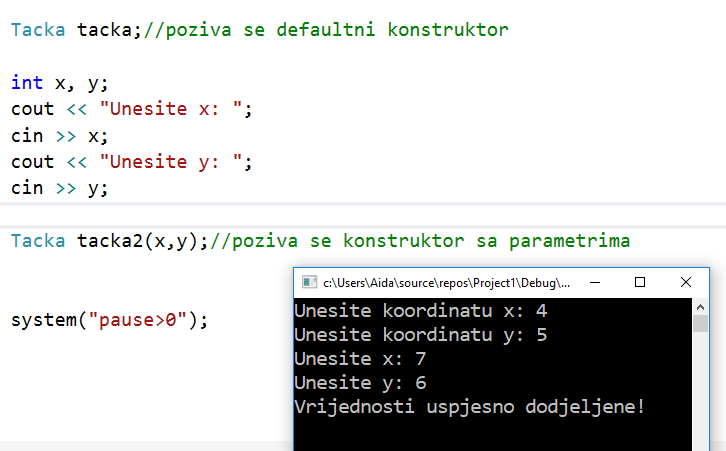 Tacka tacka;//poziva se defaultni konstruktor
int x, y;
cout << "Unesite x: ";
cin >> x;
cout << "Unesite y: ";
cin >> y;
Tacka tacka2(x,y);//poziva se konstruktor sa parametrima
system("pause>0");
c:\Users\Aida\source\repos\Project1\Debug\...
Unesite koordinatu x: 4
Unesite koordinatu y: 5
Unesite x: 7
Unesite y: 6
Vrijednosti uspjesno dodjeljene!